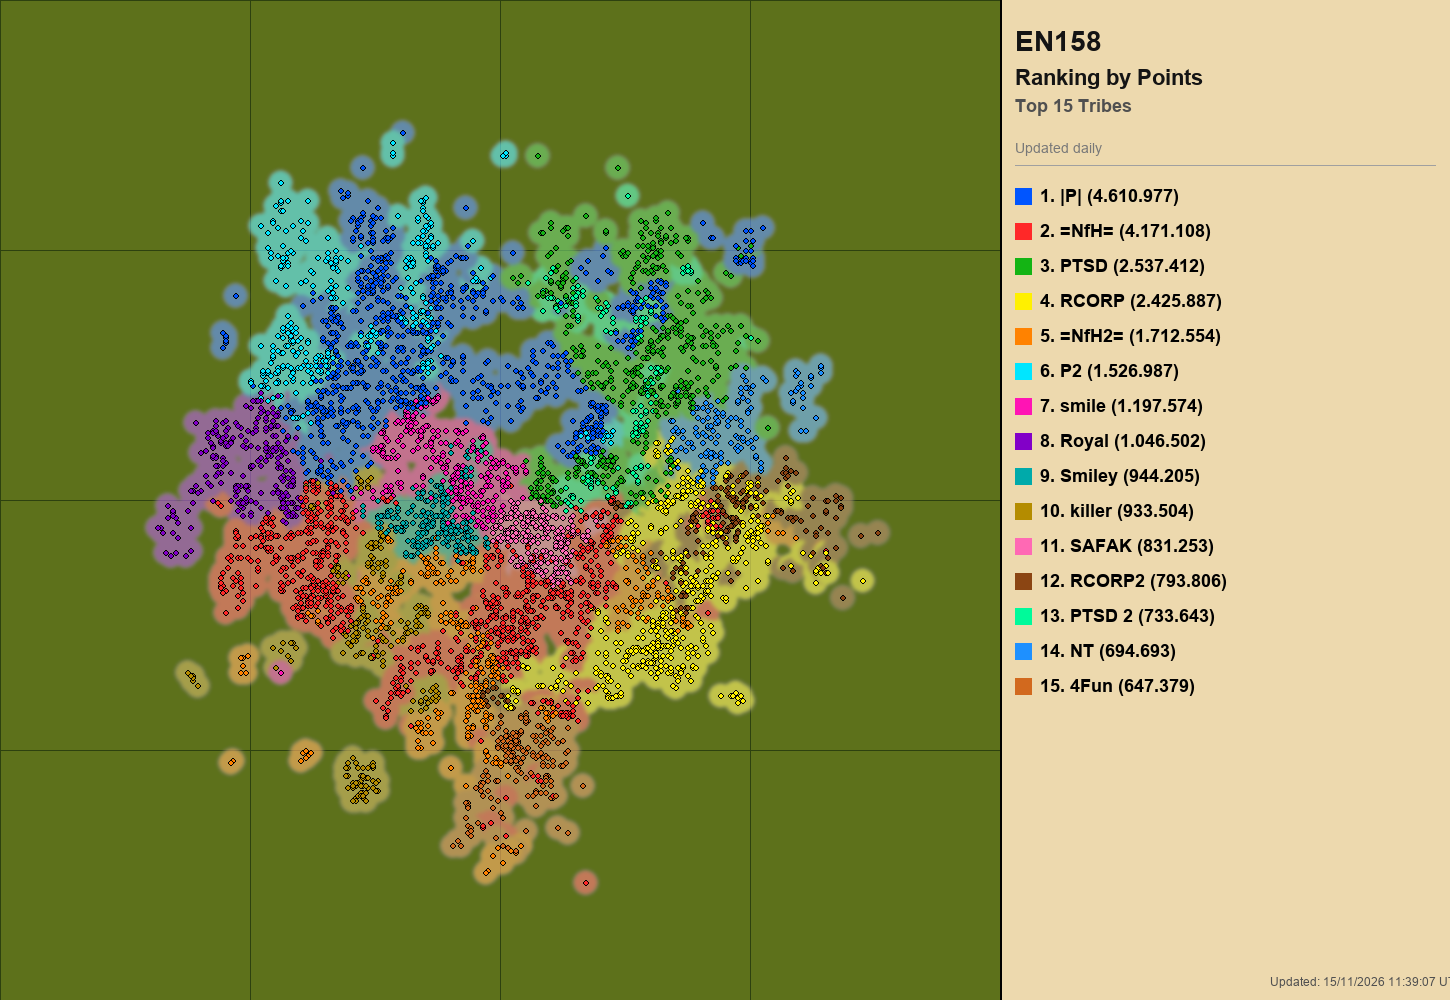 EN158
Ranking by Points
Top 15 Tribes
Updated daily
1. |P| (4.610.977)
2. =NfH= (4.171.108)
3. PTSD (2.537.412)
4. RCORP (2.425.887)
5. =NfH2= (1.712.554)
6. P2 (1.526.987)
7. smile (1.197.574)
8. Royal (1.046.502)
9. Smiley (944.205)
10. killer (933.504)
11. SAFAK (831.253)
12. RCORP2 (793.806)
13. PTSD 2 (733.643)
14. NT (694.693)
15. 4Fun (647.379)
Updated: 15/11/2026 11:39:07 U